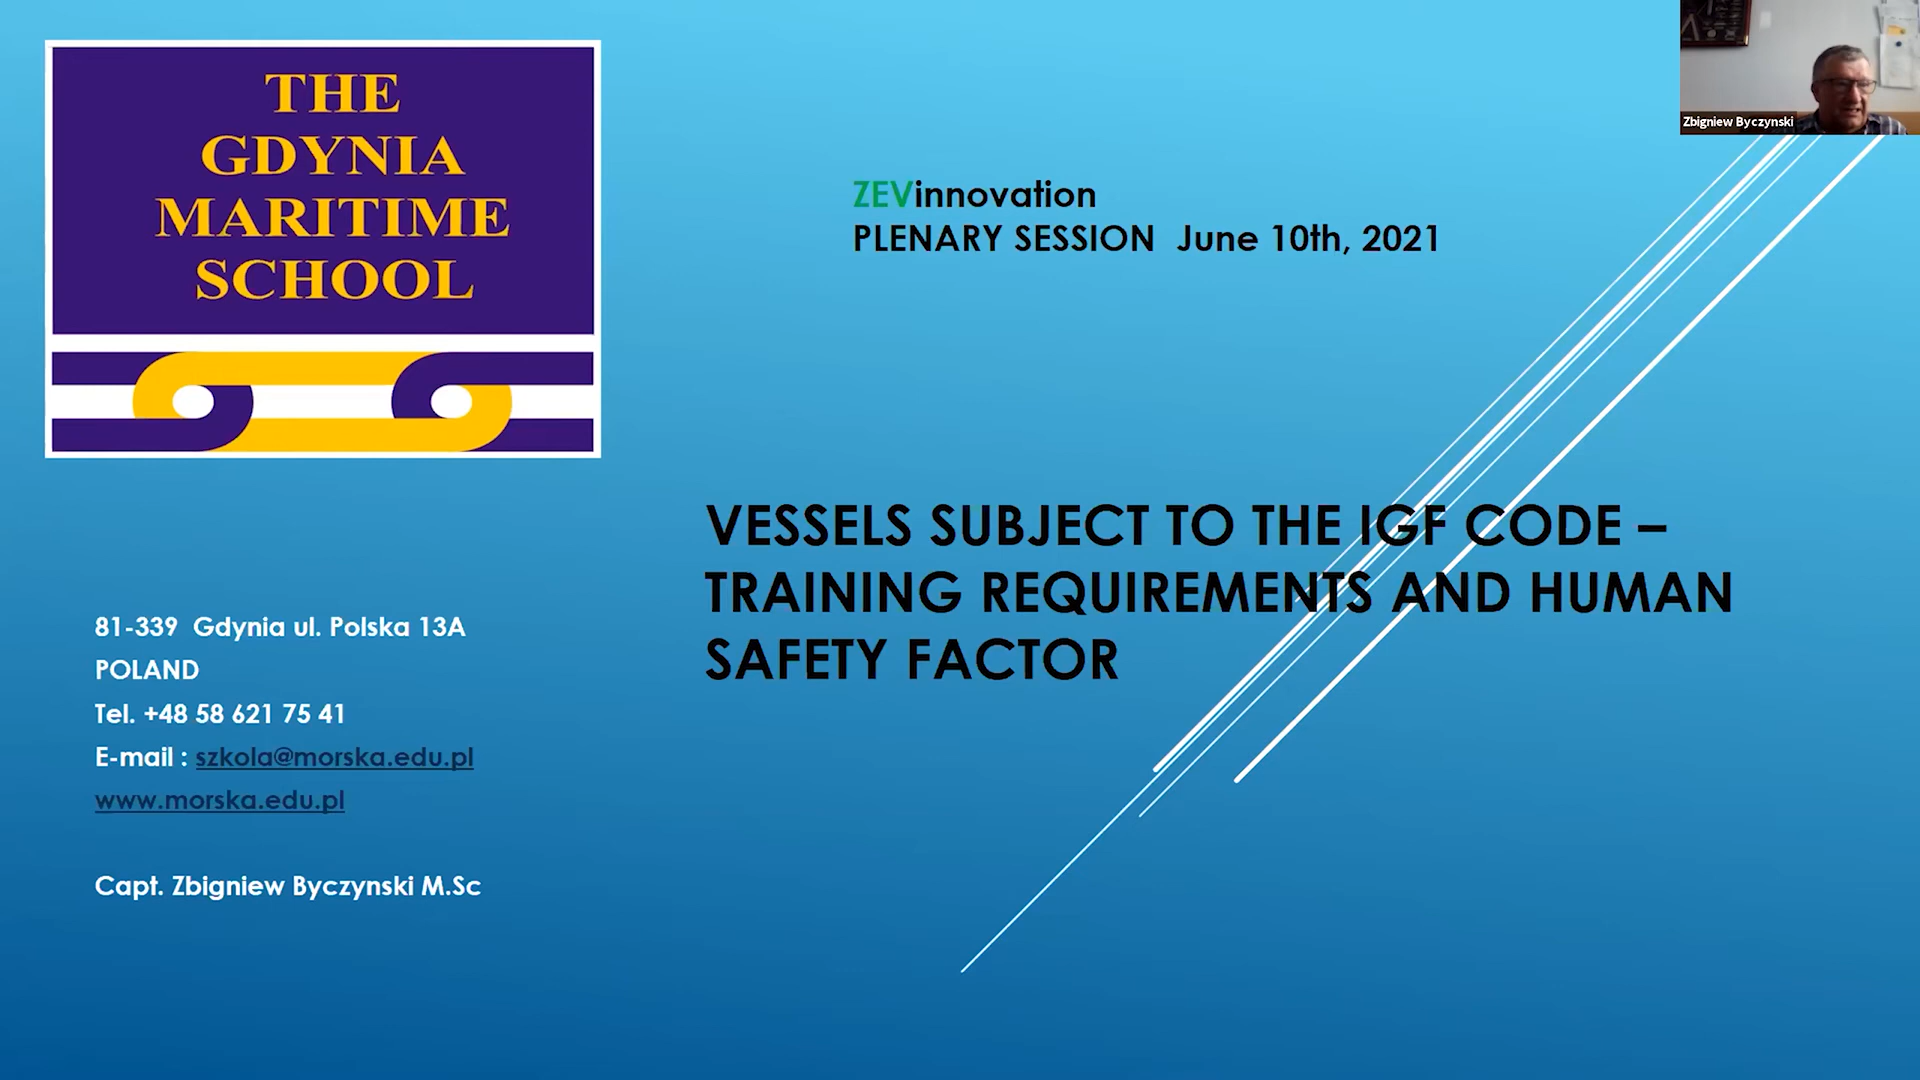 THE
GDYNIA
MARITIME
SCHOOL
Zbigniew Byczynski
ZEVinnovation
PLENARY SESSION  June 10th, 2021
VESSELS SUBJECT TO THE IGF CODE –
TRAINING REQUIREMENTS AND HUMAN
SAFETY FACTOR
81-339  Gdynia ul. Polska 13A
POLAND
Tel. +48 58 621 75 41
E-mail : szkola@morska.edu.pl
www.morska.edu.pl
Capt. Zbigniew Byczynski M.Sc